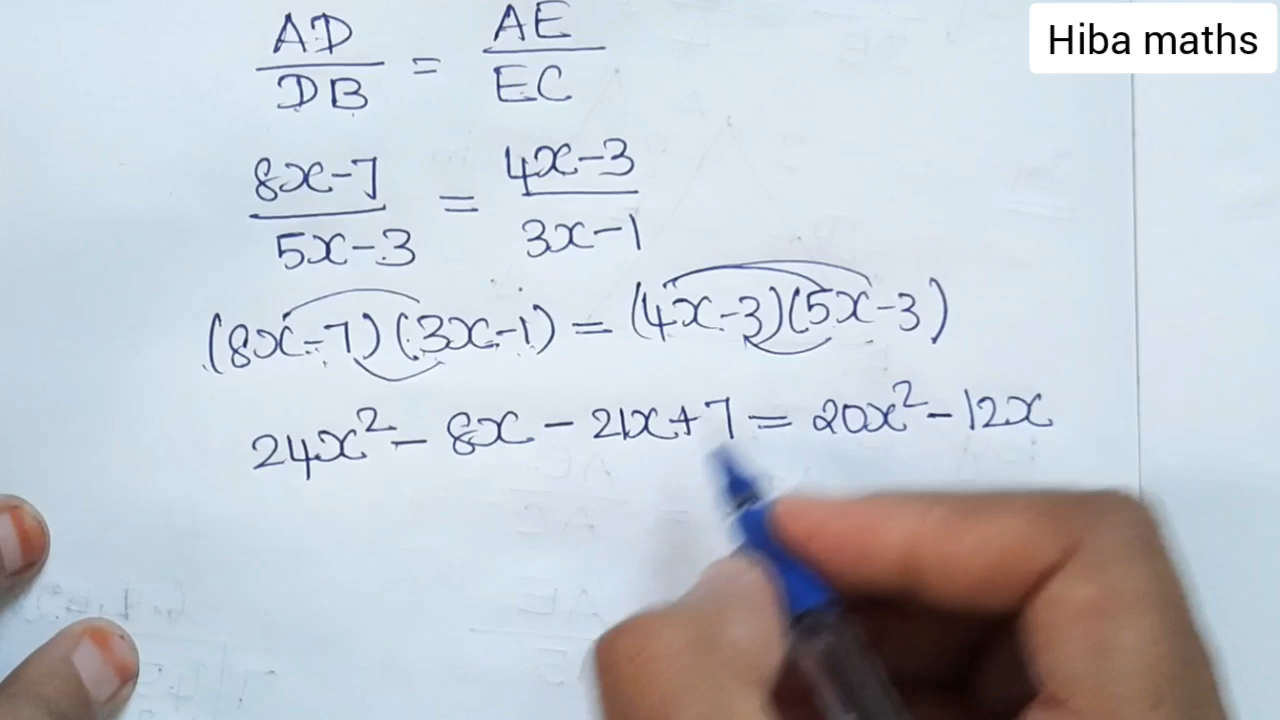 Hiba maths
AD/DB = AE/EC
8x-7/5x-3 = 4x-3/3x-1
(8x-7)(3x-1) = (4x-3)(5x-3)
24x² - 8x - 21x + 7 = 20x² - 12x